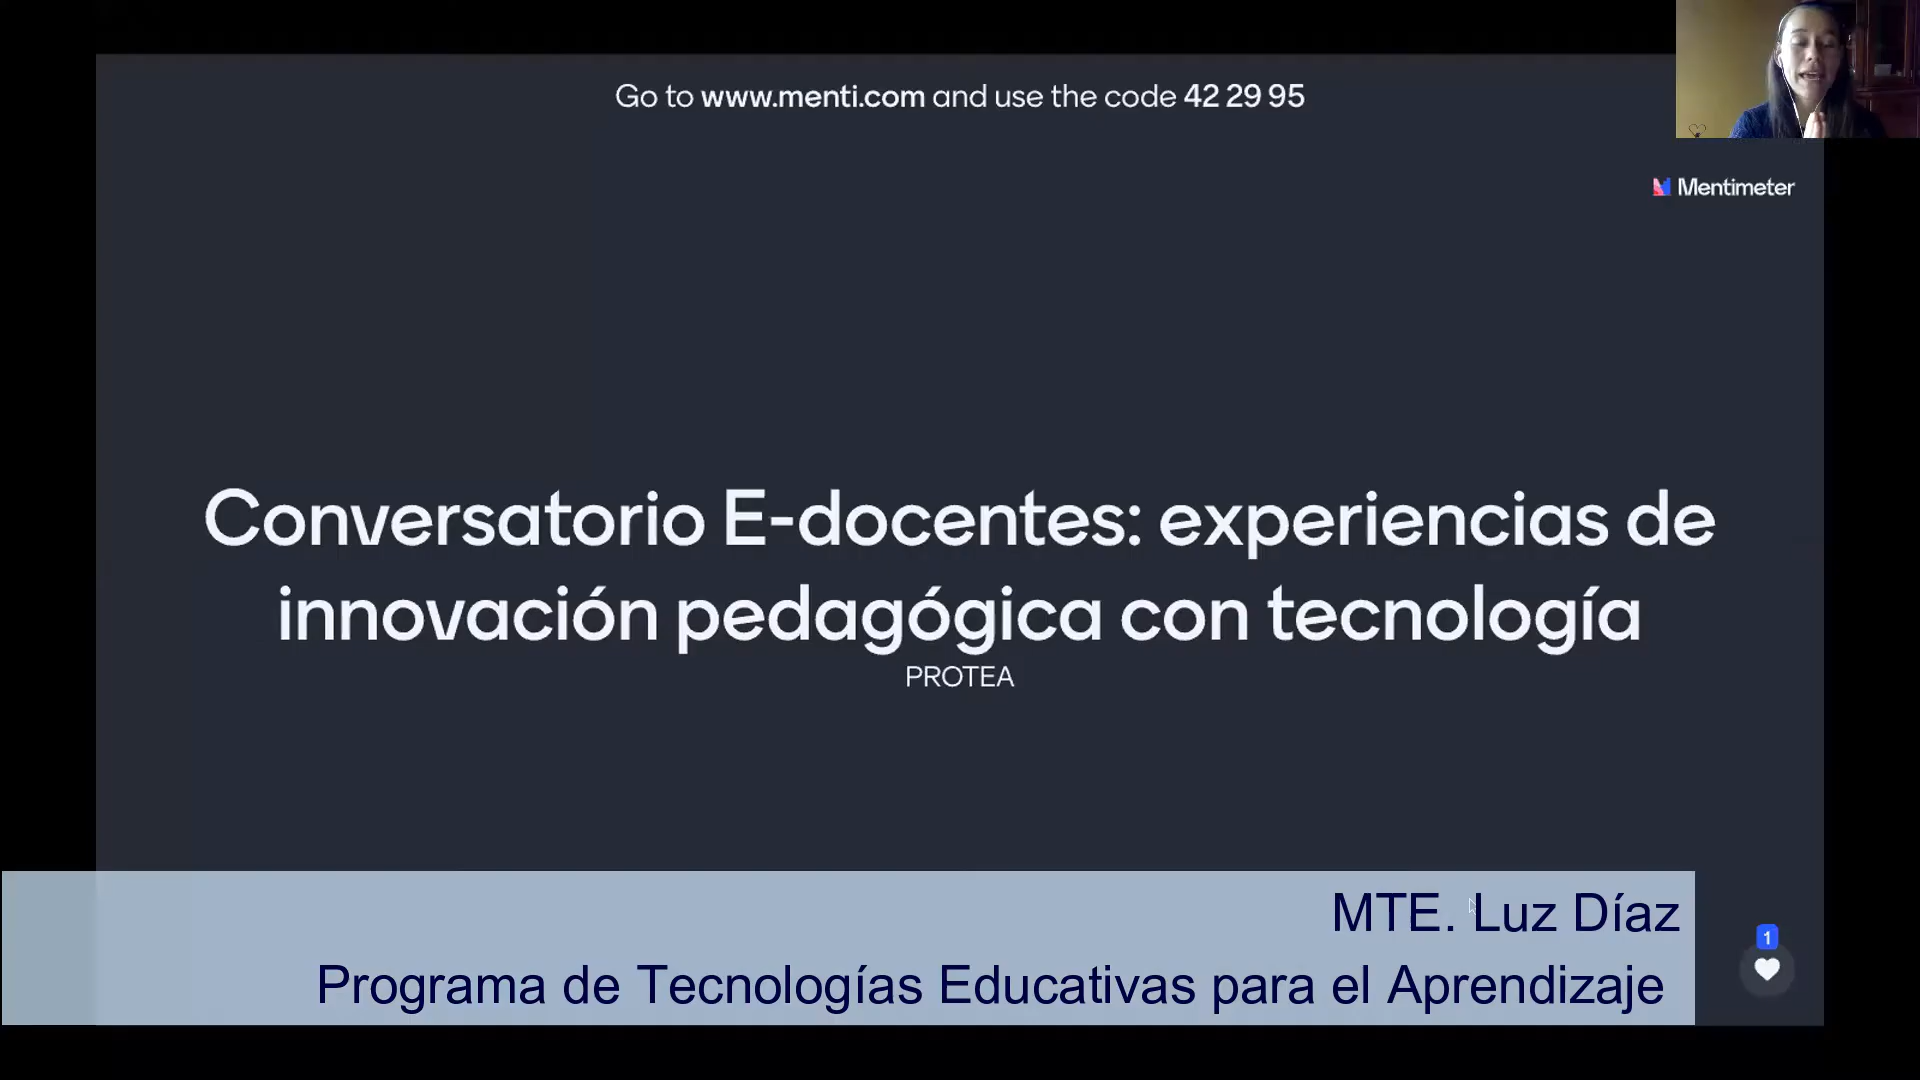 Go to www.menti.com and use the code 42 29 95
Mentimeter
Conversatorio E-docentes: experiencias de
innovación pedagógica con tecnología
PROTEA
MTE. Luz Díaz
Programa de Tecnologías Educativas para el Aprendizaje
1